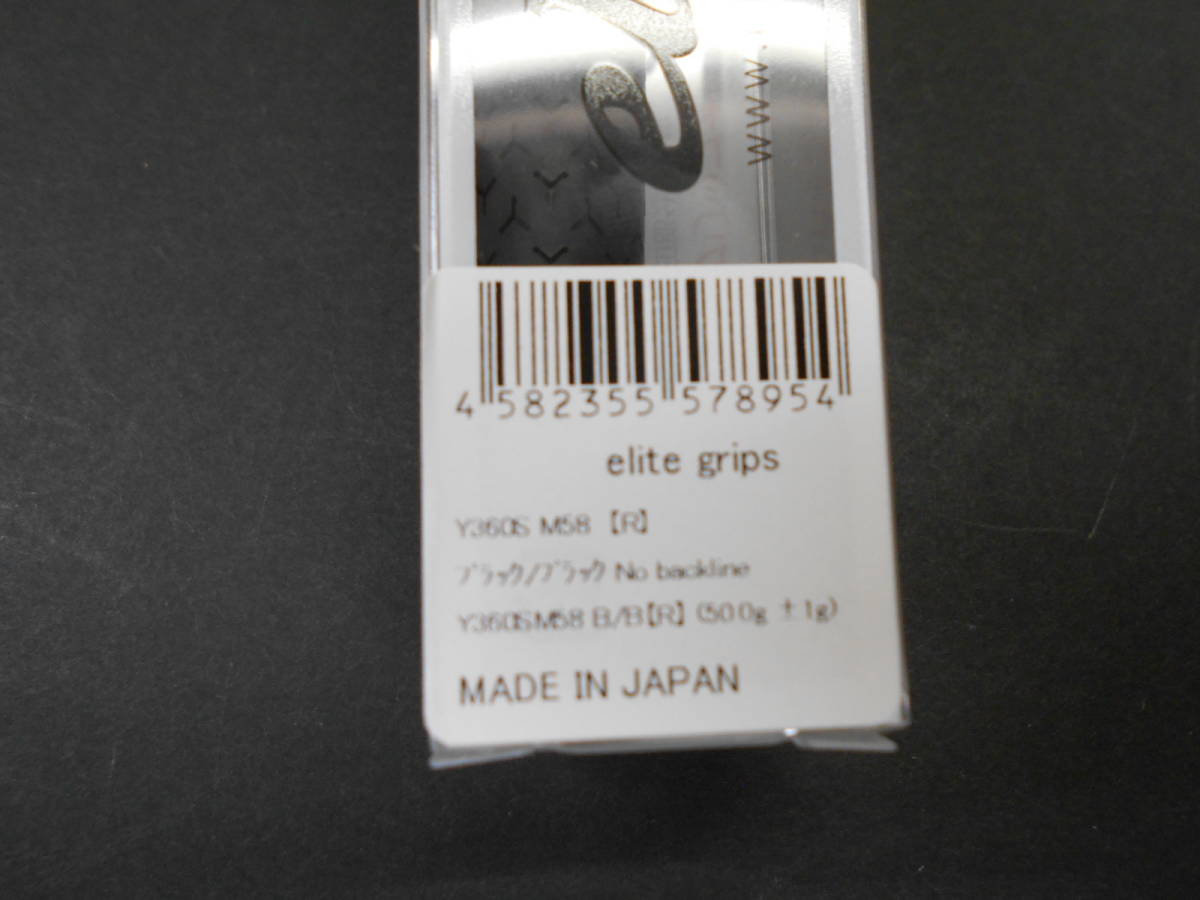 www.
4 582355 578954
elite grips
Y360S M58 【R】
ﾌﾞﾗｯｸ/ﾌﾞﾗｯｸ No backline
Y360SM58 B/B【R】 (50.0g ±1g)
MADE IN JAPAN